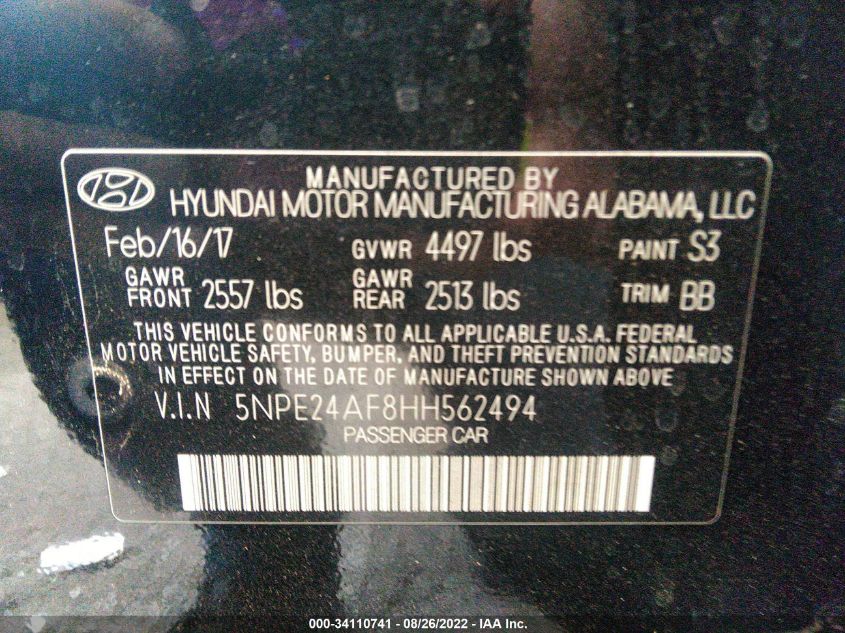 MANUFACTURED BY
HYUNDAI MOTOR MANUFACTURING ALABAMA, LLC
Feb/16/17 GVWR 4497 lbs PAINT S3
GAWR FRONT 2557 lbs GAWR REAR 2513 lbs TRIM BB
THIS VEHICLE CONFORMS TO ALL APPLICABLE U.S.A. FEDERAL
MOTOR VEHICLE SAFETY, BUMPER, AND THEFT PREVENTION STANDARDS
IN EFFECT ON THE DATE OF MANUFACTURE SHOWN ABOVE
V.I.N 5NPE24AF8HH562494
PASSENGER CAR
000-34110741 - 08/26/2022 - IAA Inc.